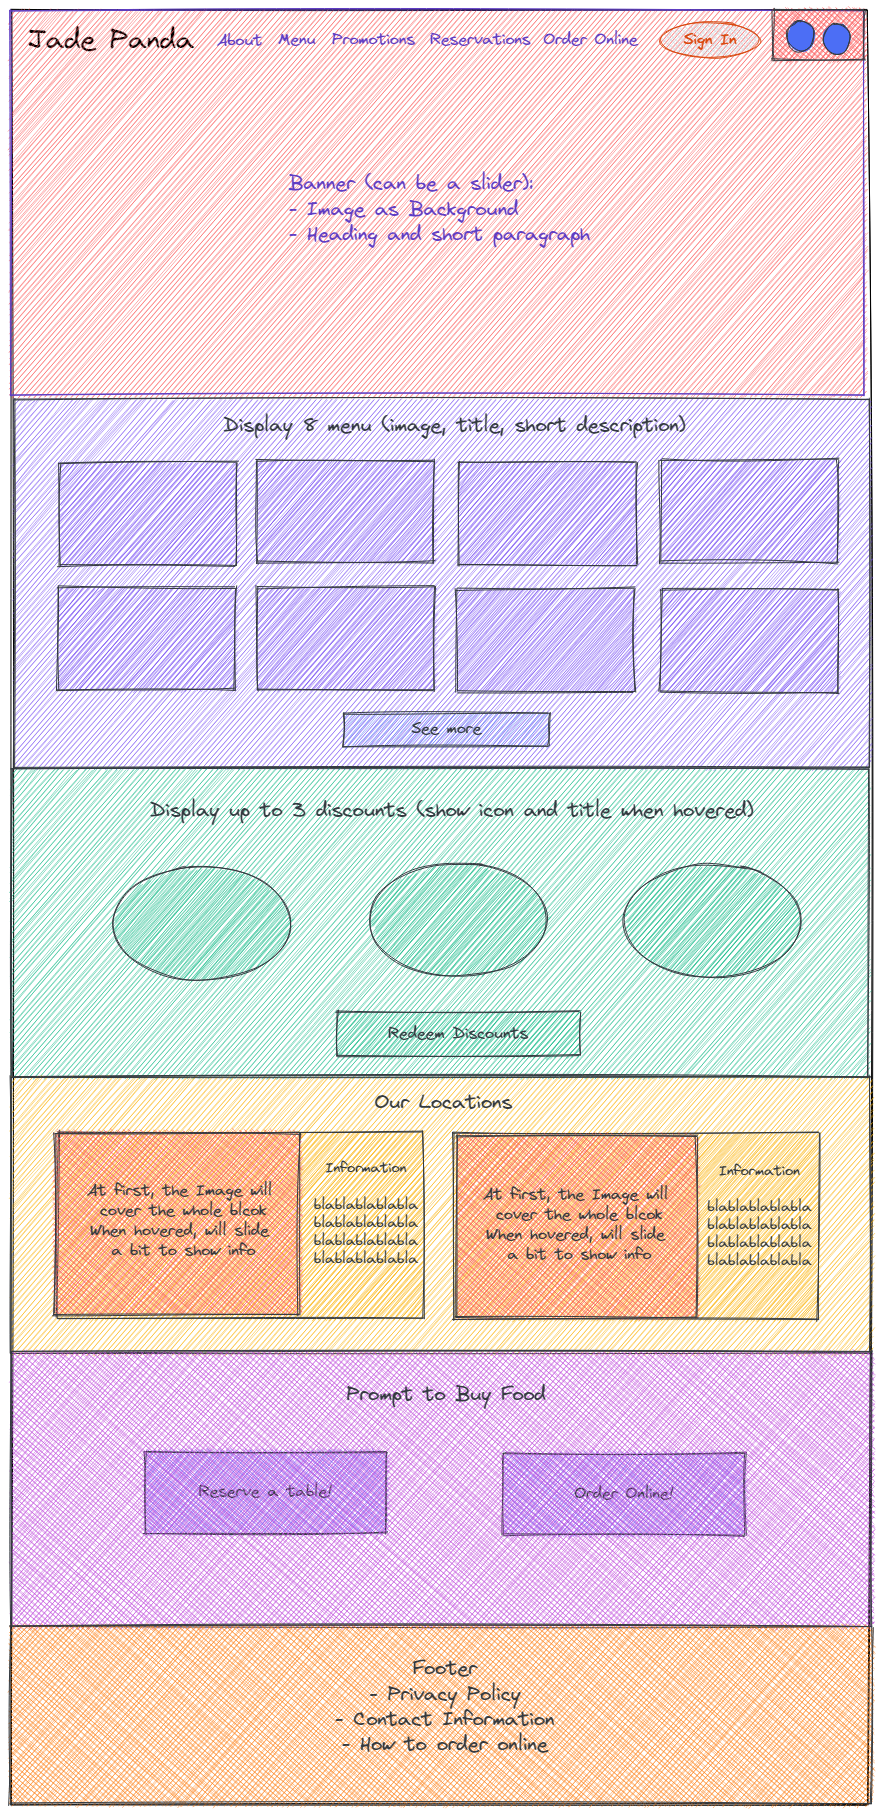 Jade Panda
About Menu Promotions Reservations Order Online Sign In
Banner (can be a slider):
- Image as Background
- Heading and short paragraph
Display 8 menu (image, title, short description)
See more
Display up to 3 discounts (show icon and title when hovered)
Redeem Discounts
Our Locations
At first, the Image will
cover the whole blcok
When hovered, will slide
a bit to show info
Information
blablablablabla
blablablablabla
blablablablabla
blablablablabla
At first, the Image will
cover the whole blcok
When hovered, will slide
a bit to show info
Information
blablablablabla
blablablablabla
blablablablabla
blablablablabla
Prompt to Buy Food
Reserve a table!
Order Online!
Footer
- Privacy Policy
- Contact Information
- How to order online